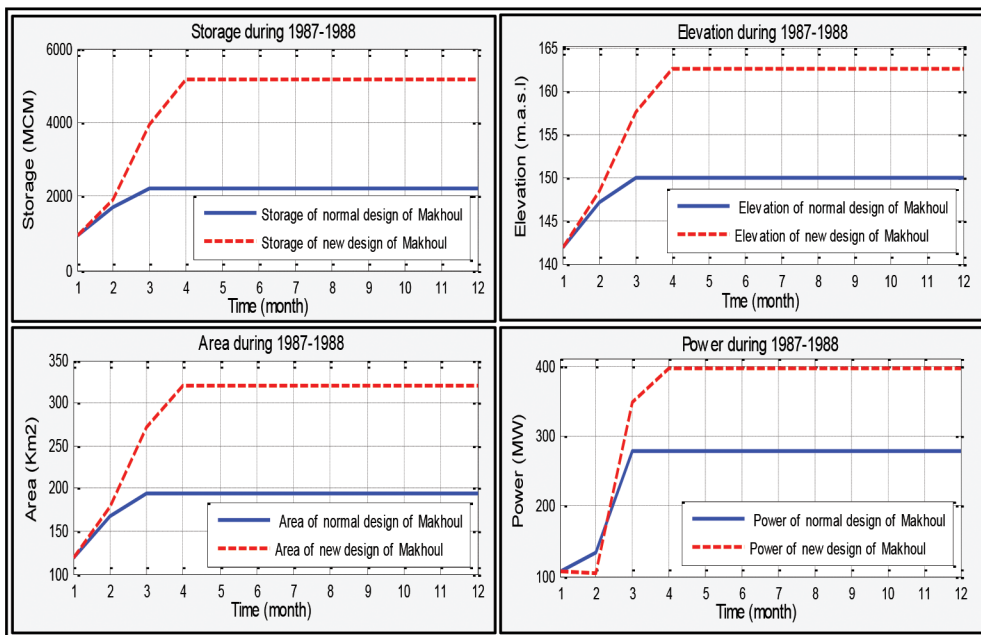 Storage during 1987-1988
6000
4000
2000
0
Storage (MCM)
Storage of normal design of Makhoul
Storage of new design of Makhoul
1 2 3 4 5 6 7 8 9 10 11 12
Time (month)
Elevation during 1987-1988
165
160
155
150
145
140
Elevation (m.a.s.l)
Elevation of normal design of Makhoul
Elevation of new design of Makhoul
1 2 3 4 5 6 7 8 9 10 11 12
Time (month)
Area during 1987-1988
350
300
250
200
150
100
Area (Km2)
Area of normal design of Makhoul
Area of new design of Makhoul
1 2 3 4 5 6 7 8 9 10 11 12
Time (month)
Power during 1987-1988
400
300
200
100
Power (MW)
Power of normal design of Makhoul
Power of new design of Makhoul
1 2 3 4 5 6 7 8 9 10 11 12
Time (month)